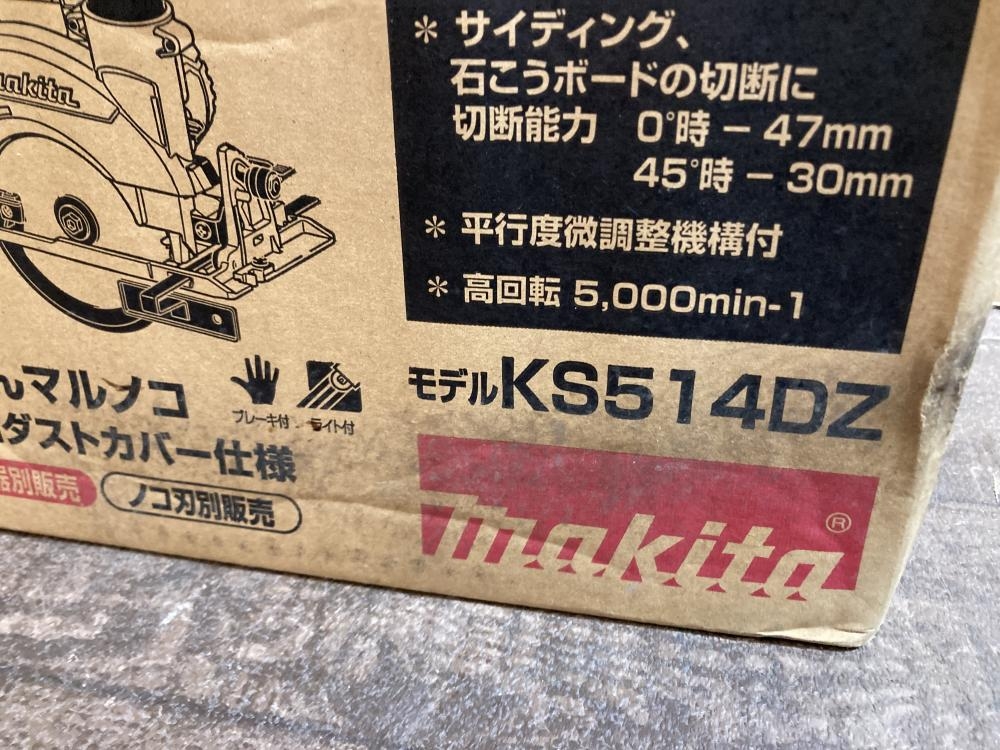 makita
* サイディング、
石こうボードの切断に
切断能力 0°時 － 47mm
45°時 － 30mm
* 平行度微調整機構付
* 高回転 5,000min-1
モデルKS514DZ
マルノコ
ブレーキ付 ライト付
ダストカバー仕様
別販売
ノコ刃別販売
makita®